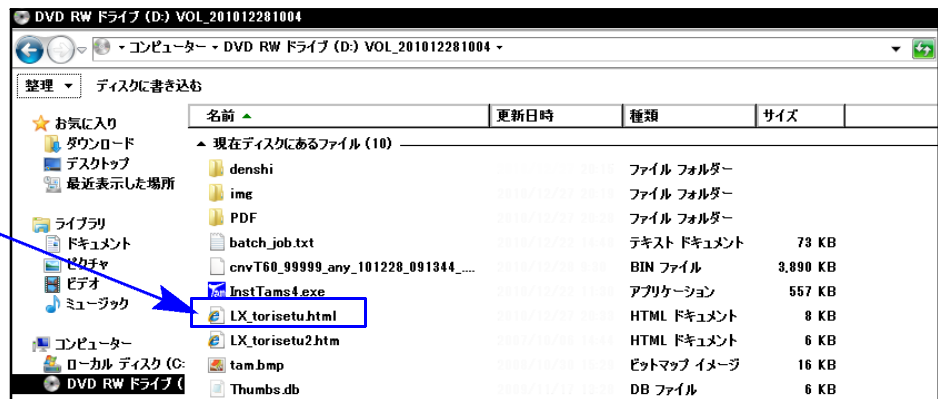 DVD RW ドライブ (D:) VOL_201012281004
コンピューター DVD RW ドライブ (D:) VOL_201012281004
整理 ディスクに書き込む
名前 更新日時 種類 サイズ
お気に入り
ダウンロード
デスクトップ
最近表示した場所
ライブラリ
ドキュメント
ピクチャ
ビデオ
ミュージック
コンピューター
ローカル ディスク (C:
DVD RW ドライブ (
現在ディスクにあるファイル (10)
denshi ファイル フォルダー
img ファイル フォルダー
PDF ファイル フォルダー
batch_job.txt テキスト ドキュメント 73 KB
cnvT60_99999_any_101228_091344_.... BIN ファイル 3,890 KB
InstTams4.exe アプリケーション 557 KB
LX_torisetu.html HTML ドキュメント 8 KB
LX_torisetu2.htm HTML ドキュメント 6 KB
tam.bmp ビットマップ イメージ 16 KB
Thumbs.db DB ファイル 6 KB